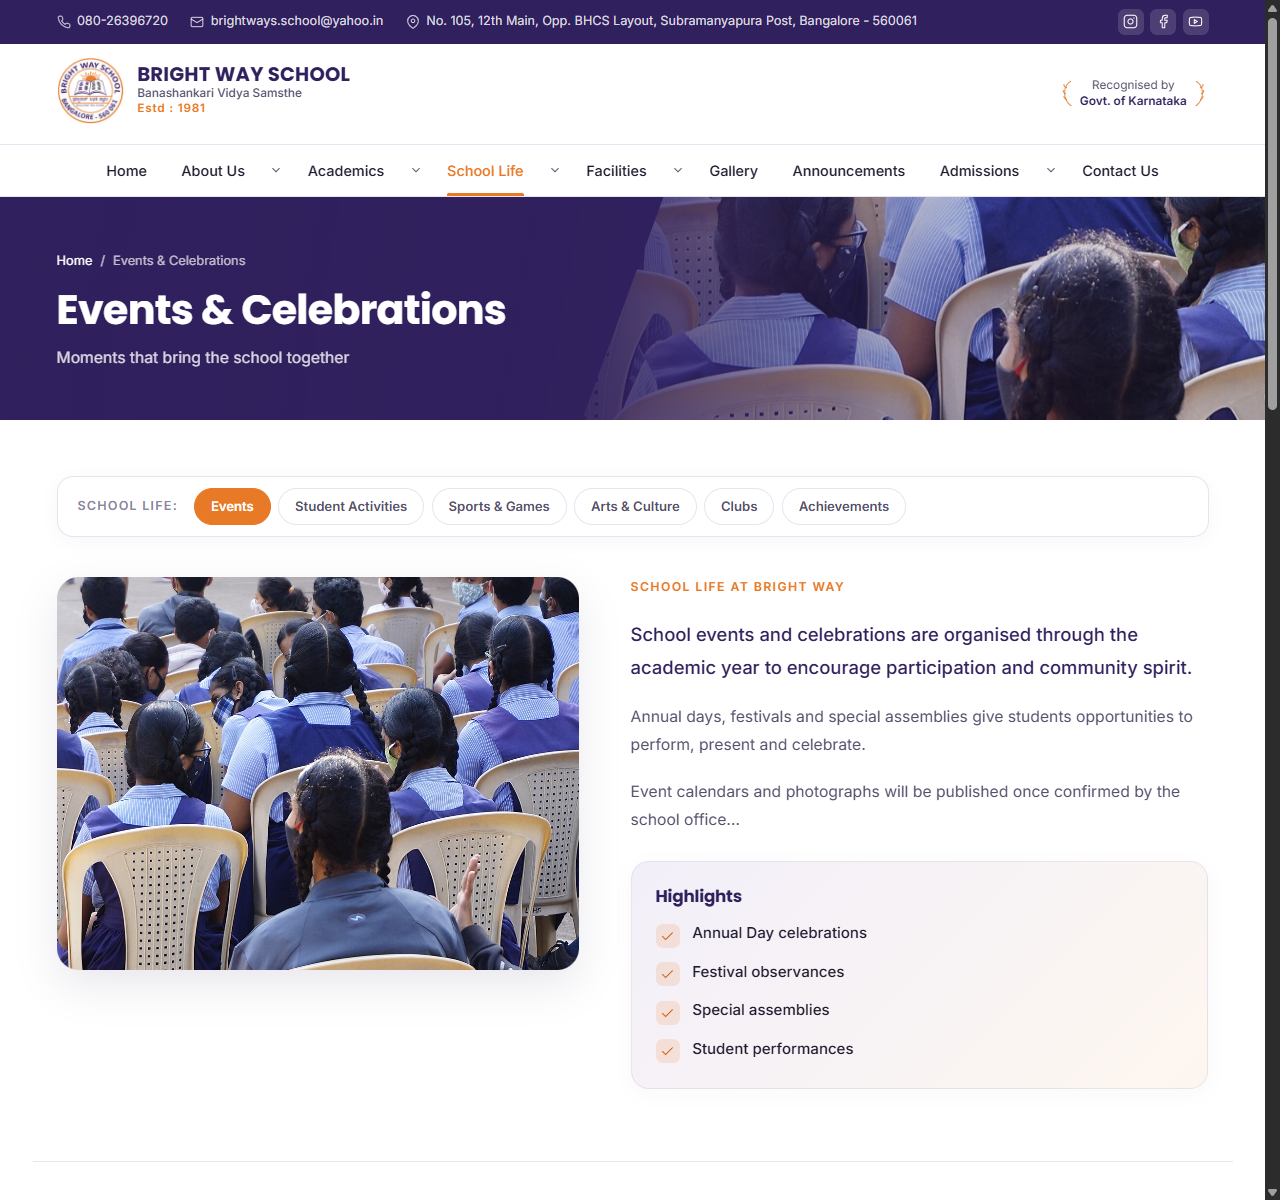 080-26396720
brightways.school@yahoo.in
No. 105, 12th Main, Opp. BHCS Layout, Subramanyapura Post, Bangalore - 560061
BRIGHT WAY SCHOOL
BANGALORE - 560 061
BRIGHT WAY SCHOOL
Banashankari Vidya Samsthe
Estd : 1981
Recognised by
Govt. of Karnataka
Home
About Us
Academics
School Life
Facilities
Gallery
Announcements
Admissions
Contact Us
Home / Events & Celebrations
Events & Celebrations
Moments that bring the school together
SCHOOL LIFE:
Events
Student Activities
Sports & Games
Arts & Culture
Clubs
Achievements
SCHOOL LIFE AT BRIGHT WAY
School events and celebrations are organised through the
academic year to encourage participation and community spirit.
Annual days, festivals and special assemblies give students opportunities to
perform, present and celebrate.
Event calendars and photographs will be published once confirmed by the
school office...
Highlights
Annual Day celebrations
Festival observances
Special assemblies
Student performances